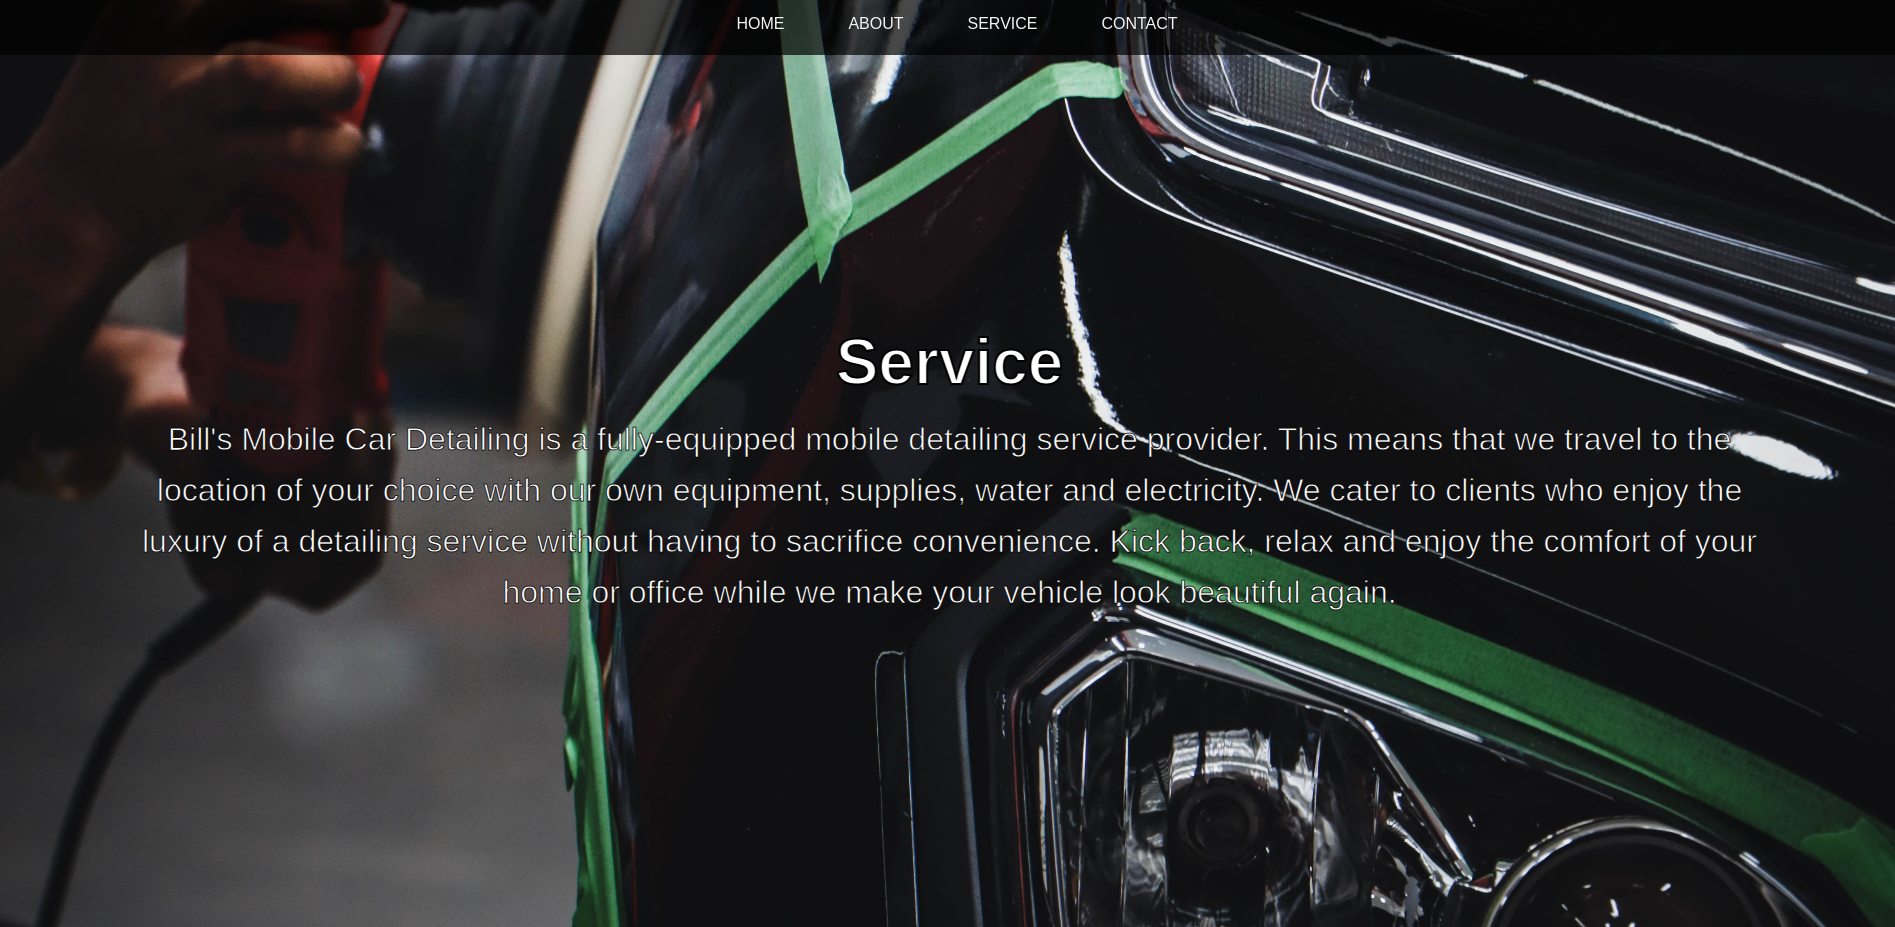 HOME ABOUT SERVICE CONTACT
Service
Bill's Mobile Car Detailing is a fully-equipped mobile detailing service provider. This means that we travel to the
location of your choice with our own equipment, supplies, water and electricity. We cater to clients who enjoy the
luxury of a detailing service without having to sacrifice convenience. Kick back, relax and enjoy the comfort of your
home or office while we make your vehicle look beautiful again.